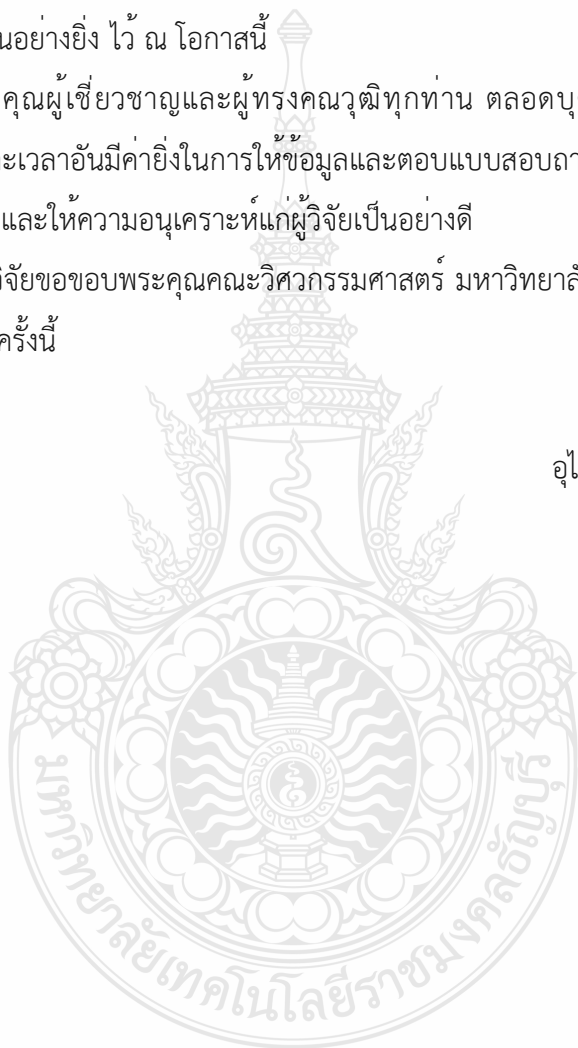 นอย่างยิ่ง ไว้ ณ โอกาสนี้
คุณผู้เชี่ยวชาญและผู้ทรงคุณวุฒิทุกท่าน ตลอดบุ
ะเวลาอันมีค่ายิ่งในการให้ข้อมูลและตอบแบบสอบถา
และให้ความอนุเคราะห์แก่ผู้วิจัยเป็นอย่างดี
วิจัยขอขอบพระคุณคณะวิศวกรรมศาสตร์ มหาวิทยาลั
ครั้งนี้
อุไ
มหาวิทยาลัยเทคโนโลยีราชมงคลธัญบุรี